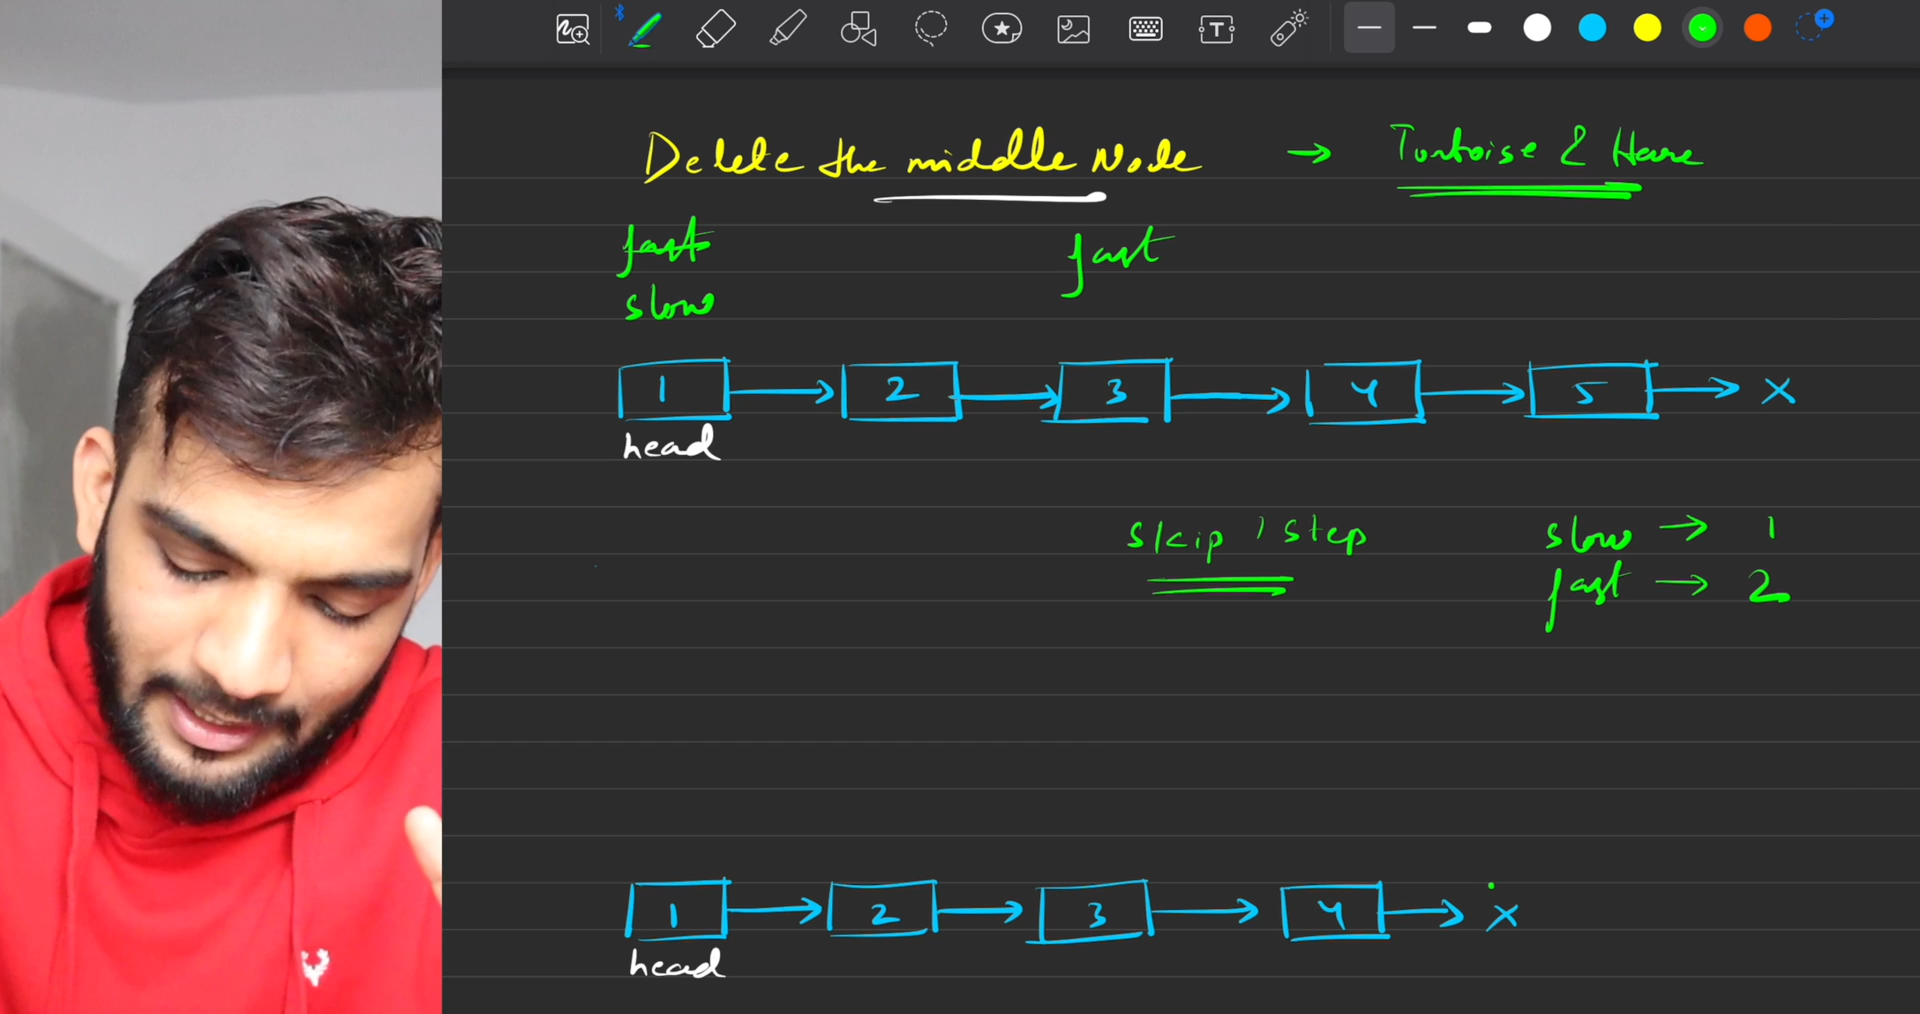 Delete the middle Node → Tortoise & Hare
fast fast
slow
1 → 2 → 3 → 4 → 5 → x
head
skip 1 step slow → 1
fast → 2
1 → 2 → 3 → 4 → x
head